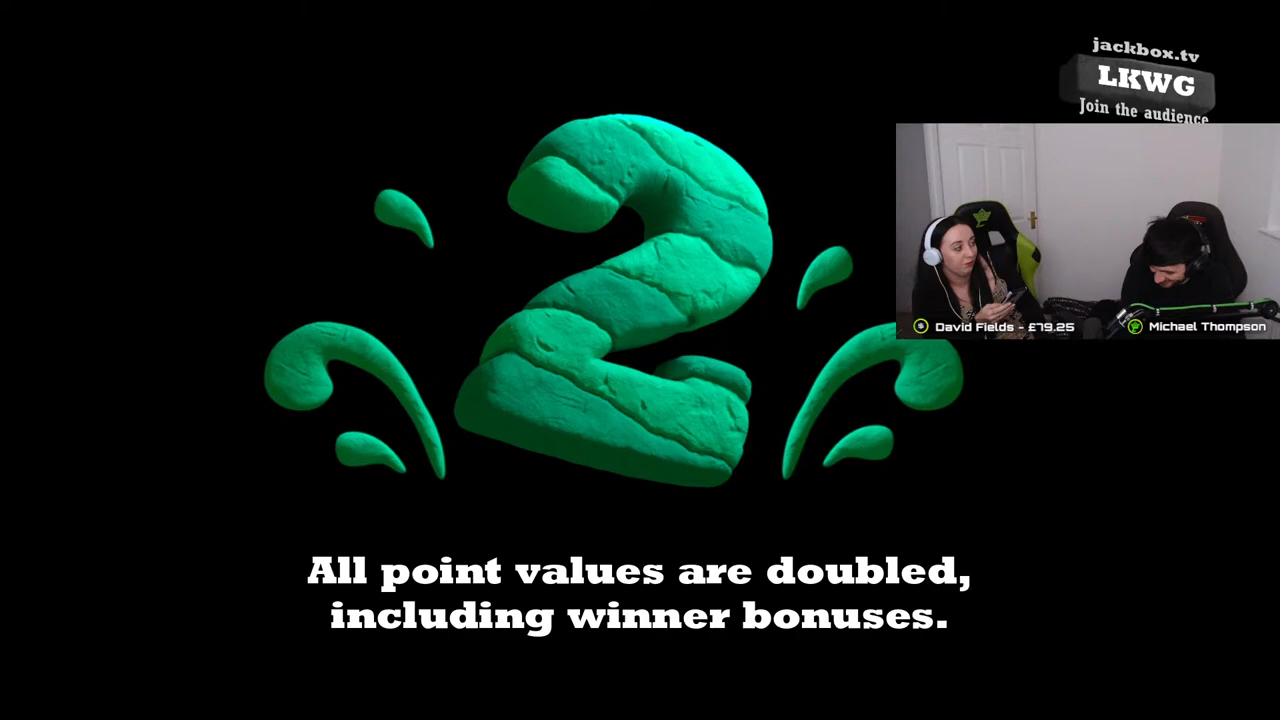 jackbox.tv
LKWG
Join the audience
David Fields - £79.25
Michael Thompson
2
All point values are doubled,
including winner bonuses.